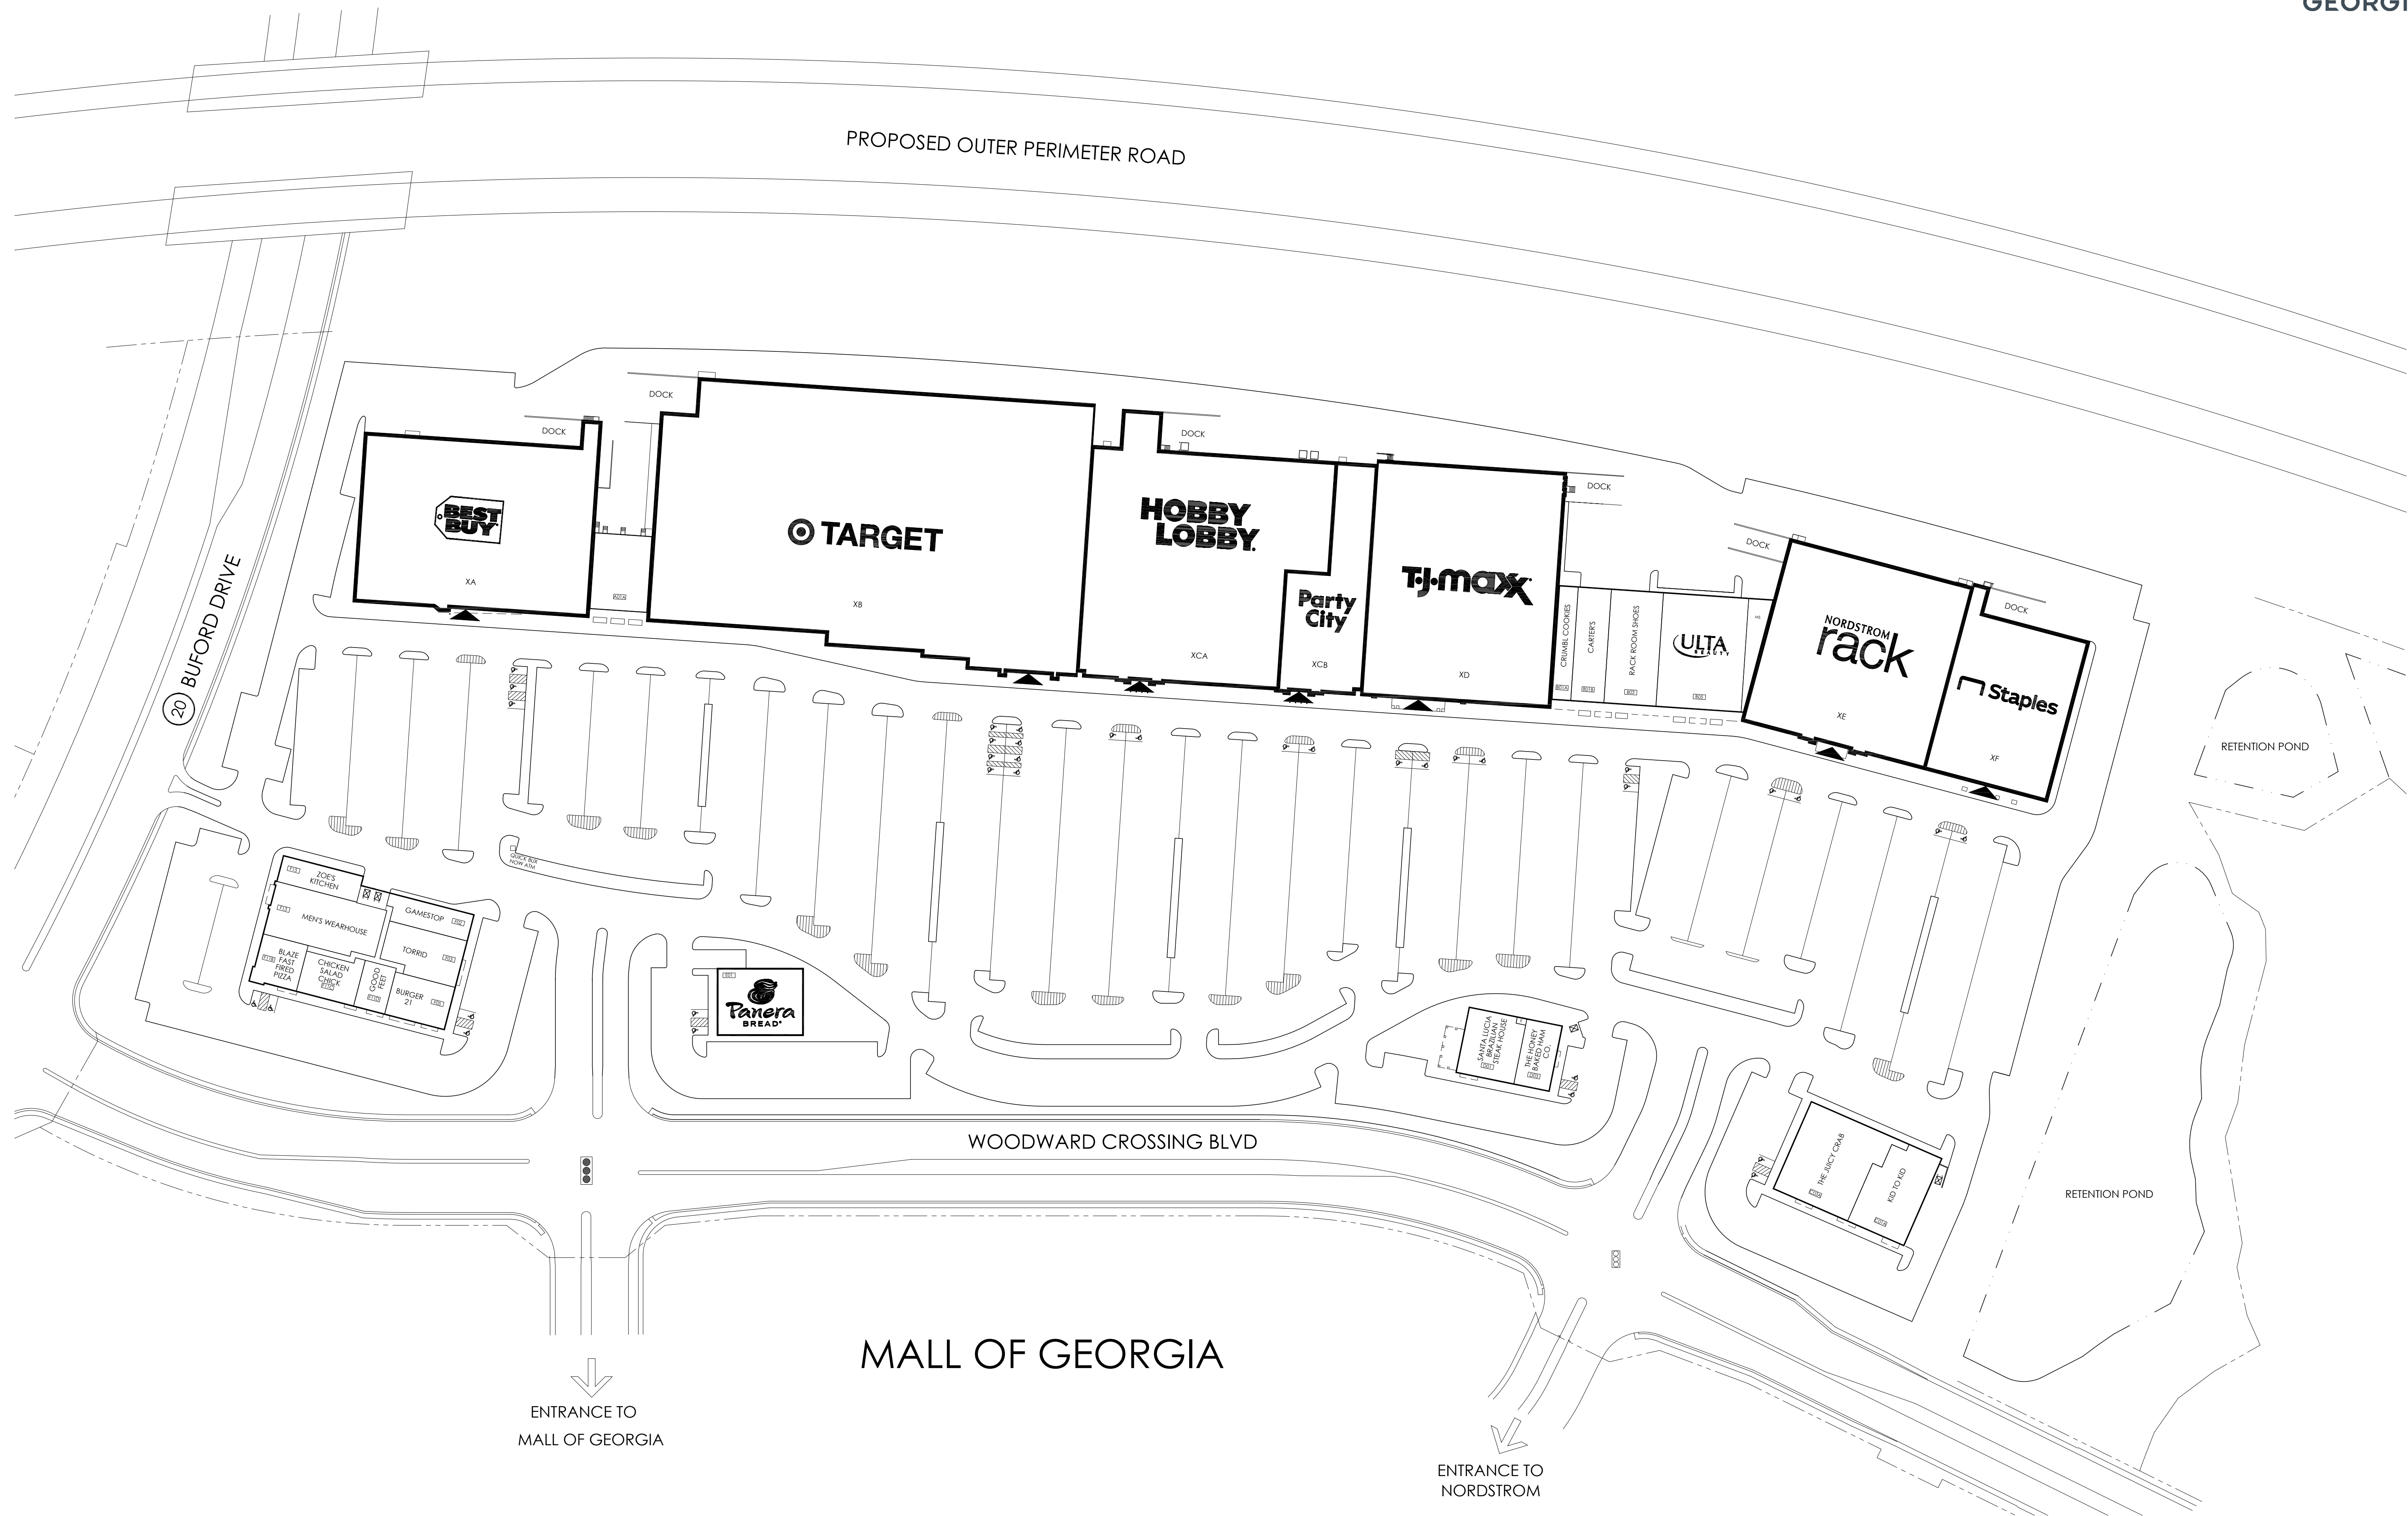 PROPOSED OUTER PERIMETER ROAD
20 BUFORD DRIVE
DOCK
DOCK
DOCK
DOCK
DOCK
DOCK
BEST
BUY
XA
TARGET
XB
HOBBY
LOBBY
XCA
Party
City
XCB
T·J·maxx
XD
CRUMBL COOKIES
CARTER'S
RACK ROOM SHOES
ULTA
BEAUTY
NORDSTROM
rack
XE
Staples
XF
RETENTION POND
QUICK BUX
NOW ATM
ZOE'S
KITCHEN
MEN'S WEARHOUSE
GAMESTOP
TORRID
BLAZE
FAST
FIRED
PIZZA
CHICKEN
SALAD
CHICK
GOOD
FEET
BURGER
21
Panera
BREAD
SANTA LUCIA
BRAZILIAN
STEAK HOUSE
THE HONEY
BAKED HAM
CO.
THE JUICY CRAB
KID TO KID
RETENTION POND
WOODWARD CROSSING BLVD
MALL OF GEORGIA
ENTRANCE TO
MALL OF GEORGIA
ENTRANCE TO
NORDSTROM